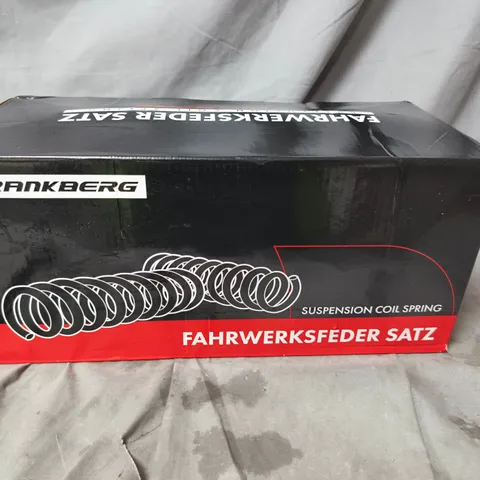 FAHRWERKSFEDER SATZ
RANKBERG
SUSPENSION COIL SPRING
FAHRWERKSFEDER SATZ